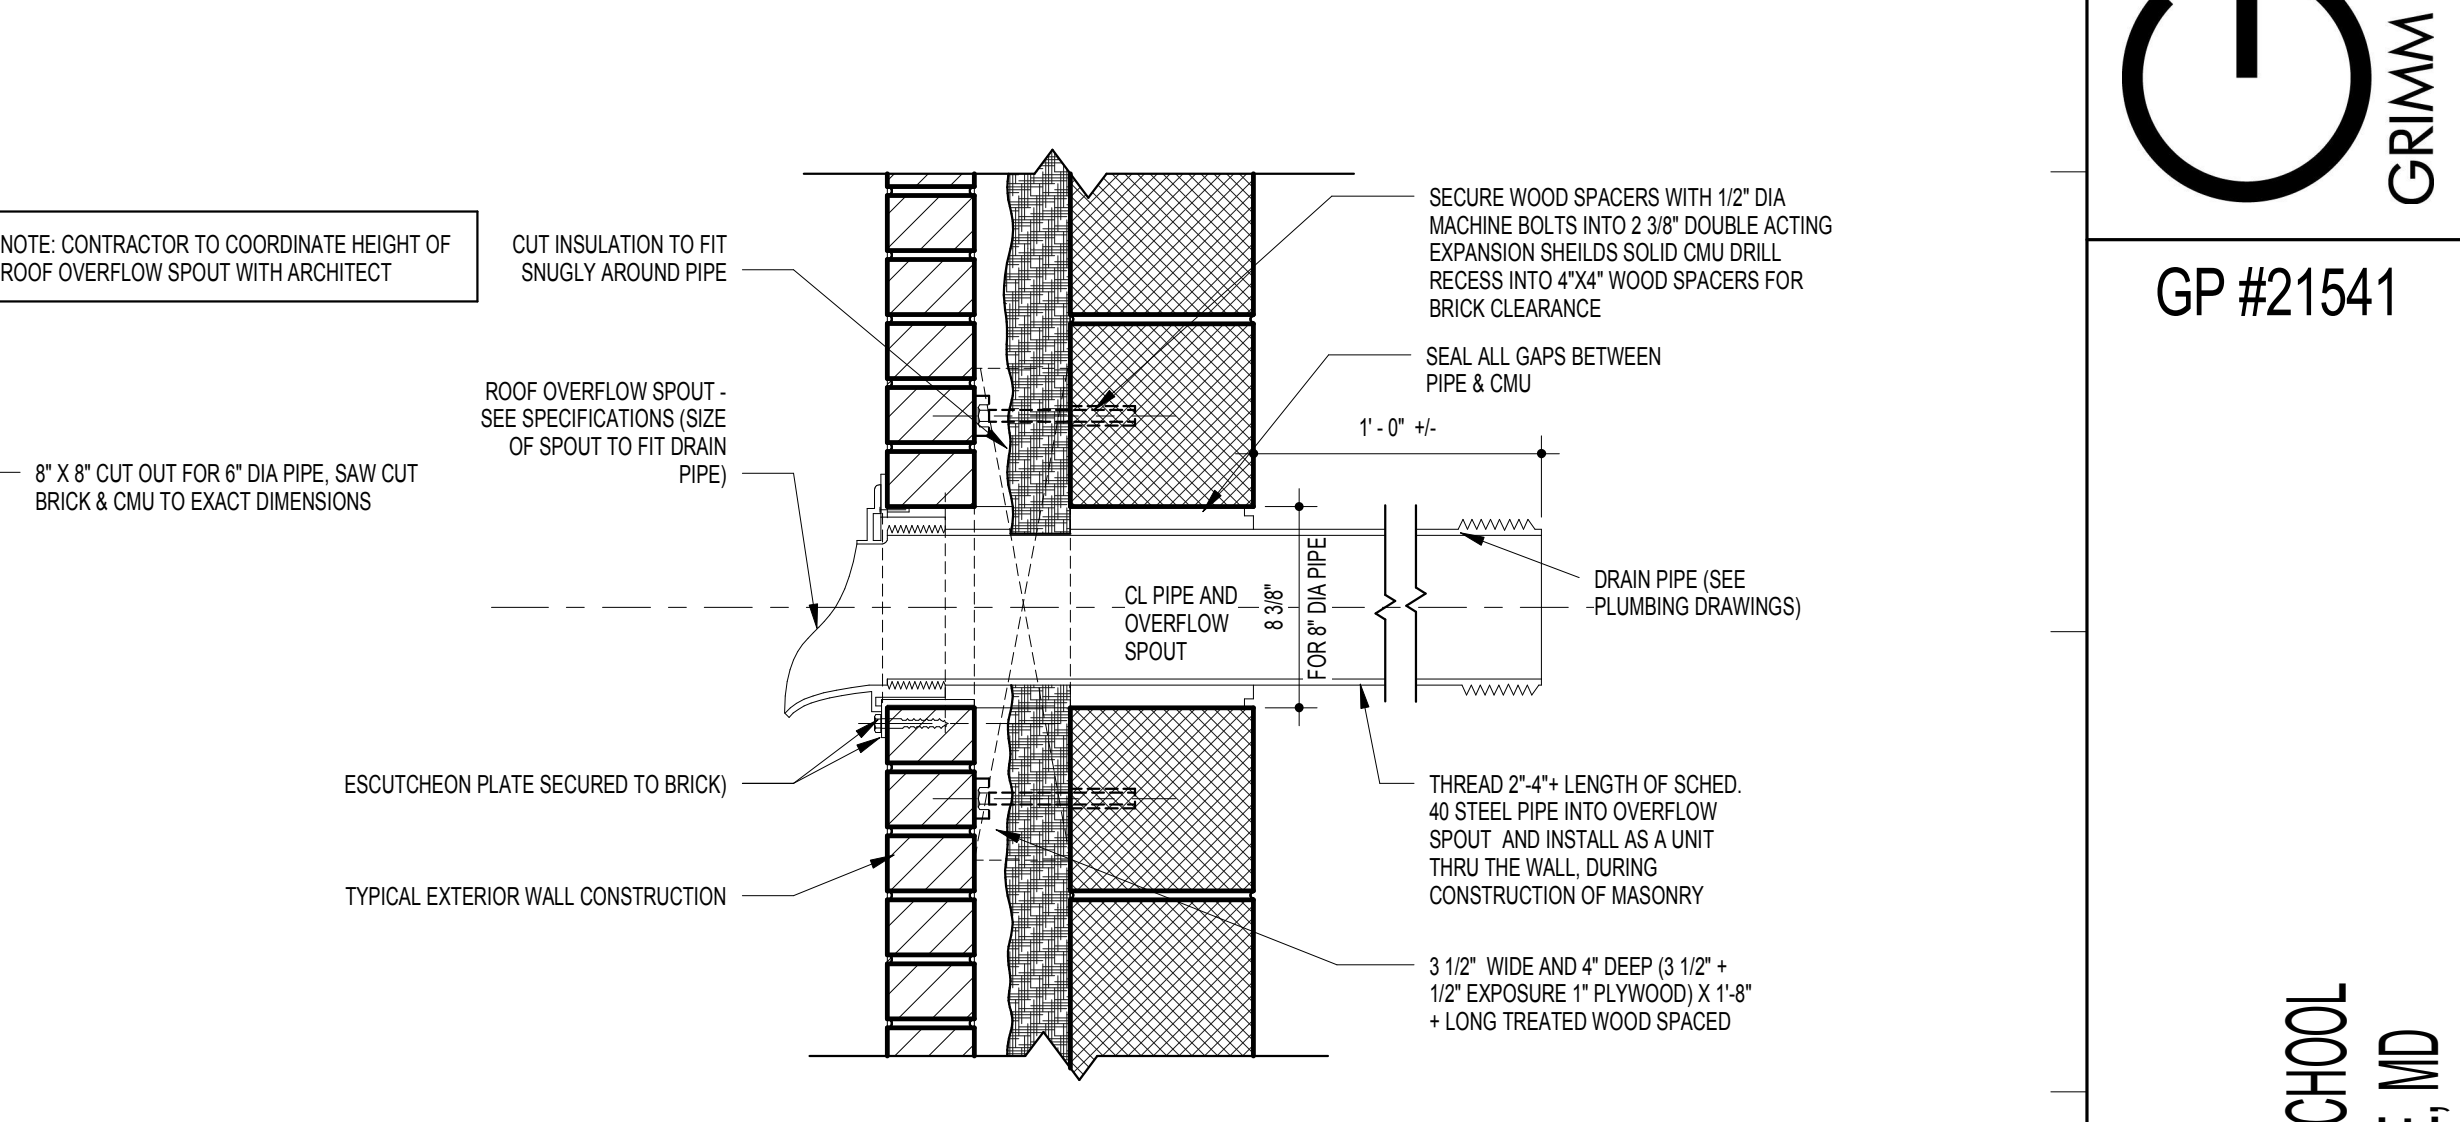 NOTE: CONTRACTOR TO COORDINATE HEIGHT OF
ROOF OVERFLOW SPOUT WITH ARCHITECT
8" X 8" CUT OUT FOR 6" DIA PIPE, SAW CUT
BRICK & CMU TO EXACT DIMENSIONS
CUT INSULATION TO FIT
SNUGLY AROUND PIPE
ROOF OVERFLOW SPOUT -
SEE SPECIFICATIONS (SIZE
OF SPOUT TO FIT DRAIN
PIPE)
ESCUTCHEON PLATE SECURED TO BRICK)
TYPICAL EXTERIOR WALL CONSTRUCTION
CL PIPE AND
OVERFLOW
SPOUT
8 3/8"
FOR 8" DIA PIPE
1' - 0" +/-
SECURE WOOD SPACERS WITH 1/2" DIA
MACHINE BOLTS INTO 2 3/8" DOUBLE ACTING
EXPANSION SHEILDS SOLID CMU DRILL
RECESS INTO 4"X4" WOOD SPACERS FOR
BRICK CLEARANCE
SEAL ALL GAPS BETWEEN
PIPE & CMU
DRAIN PIPE (SEE
PLUMBING DRAWINGS)
THREAD 2"-4"+ LENGTH OF SCHED.
40 STEEL PIPE INTO OVERFLOW
SPOUT AND INSTALL AS A UNIT
THRU THE WALL, DURING
CONSTRUCTION OF MASONRY
3 1/2" WIDE AND 4" DEEP (3 1/2" +
1/2" EXPOSURE 1" PLYWOOD) X 1'-8"
+ LONG TREATED WOOD SPACED
GRIMM
GP #21541
CHOOL
E, MD